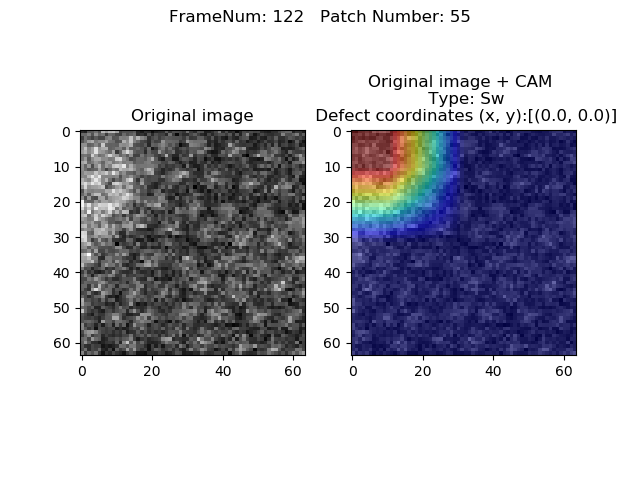 FrameNum: 122   Patch Number: 55
Original image
0
10
20
30
40
50
60
0 20 40 60
Original image + CAM
Type: Sw
Defect coordinates (x, y):[(0.0, 0.0)]
0
10
20
30
40
50
60
0 20 40 60